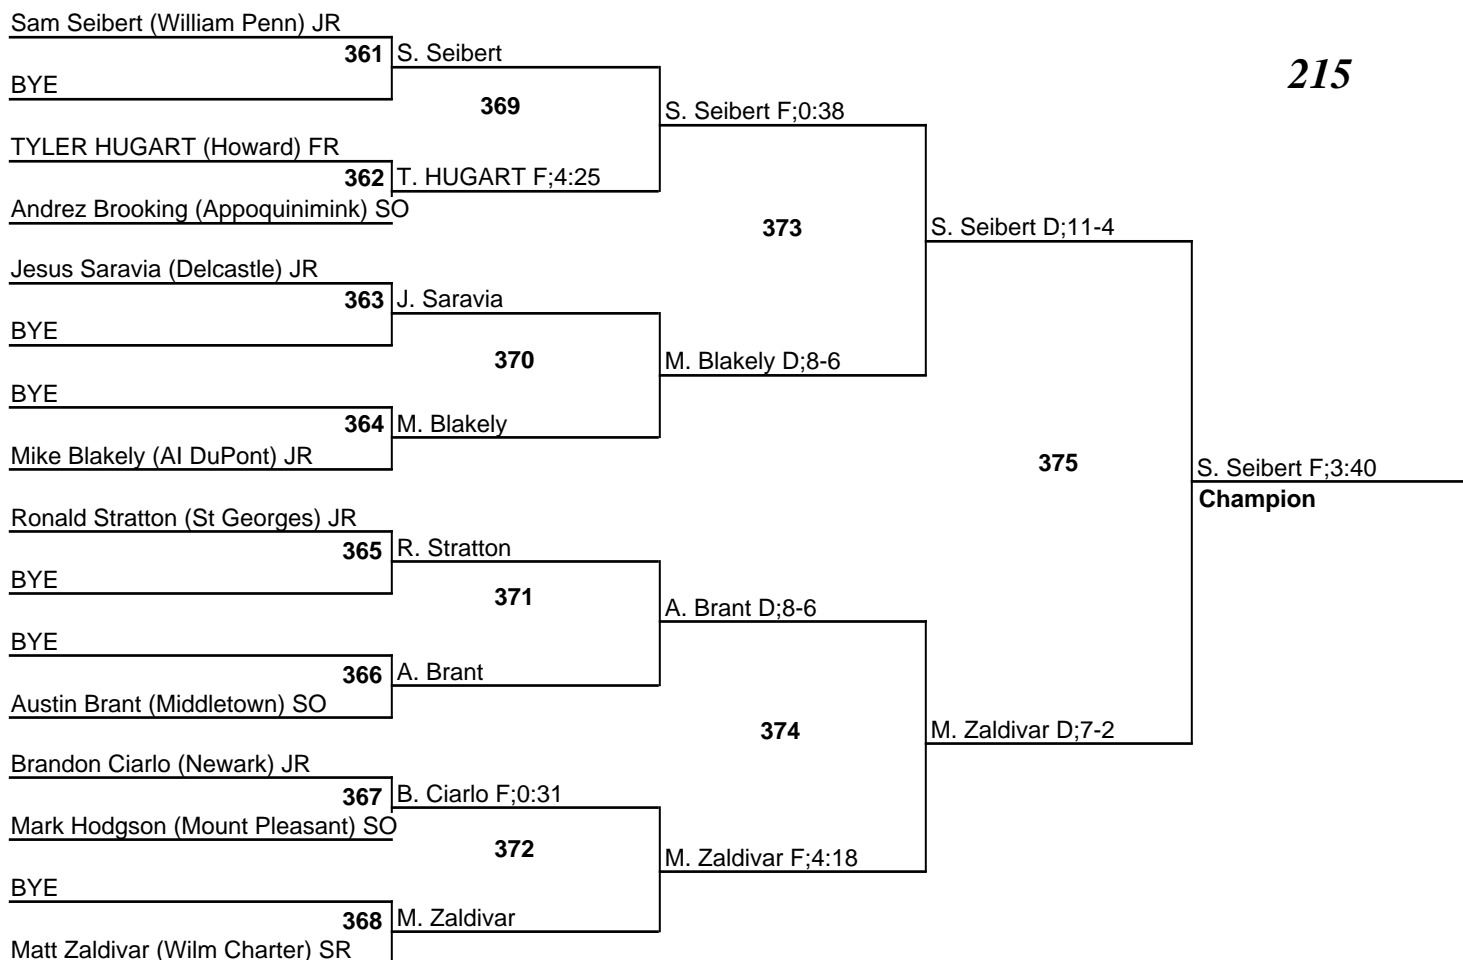 Sam Seibert (William Penn) JR
361 S. Seibert
BYE
215
369
S. Seibert F;0:38
TYLER HUGART (Howard) FR
362 T. HUGART F;4:25
Andrez Brooking (Appoquinimink) SO
373
S. Seibert D;11-4
Jesus Saravia (Delcastle) JR
363 J. Saravia
BYE
370
M. Blakely D;8-6
BYE
364 M. Blakely
Mike Blakely (AI DuPont) JR
375
S. Seibert F;3:40
Champion
Ronald Stratton (St Georges) JR
365 R. Stratton
BYE
371
A. Brant D;8-6
BYE
366 A. Brant
Austin Brant (Middletown) SO
374
M. Zaldivar D;7-2
Brandon Ciarlo (Newark) JR
367 B. Ciarlo F;0:31
Mark Hodgson (Mount Pleasant) SO
372
M. Zaldivar F;4:18
BYE
368 M. Zaldivar
Matt Zaldivar (Wilm Charter) SR